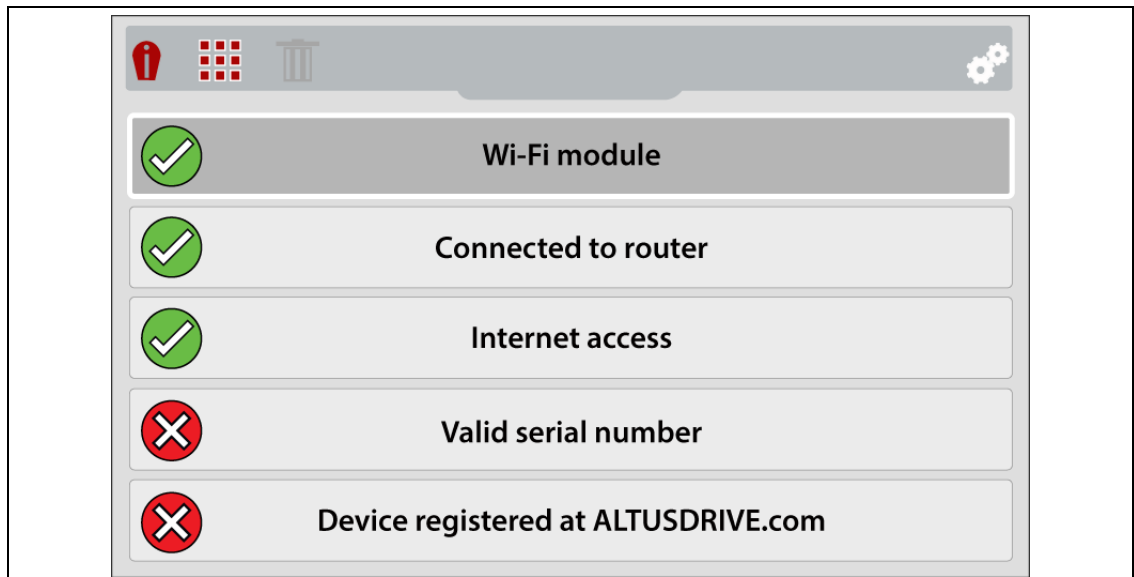 Wi-Fi module
Connected to router
Internet access
Valid serial number
Device registered at ALTUSDRIVE.com